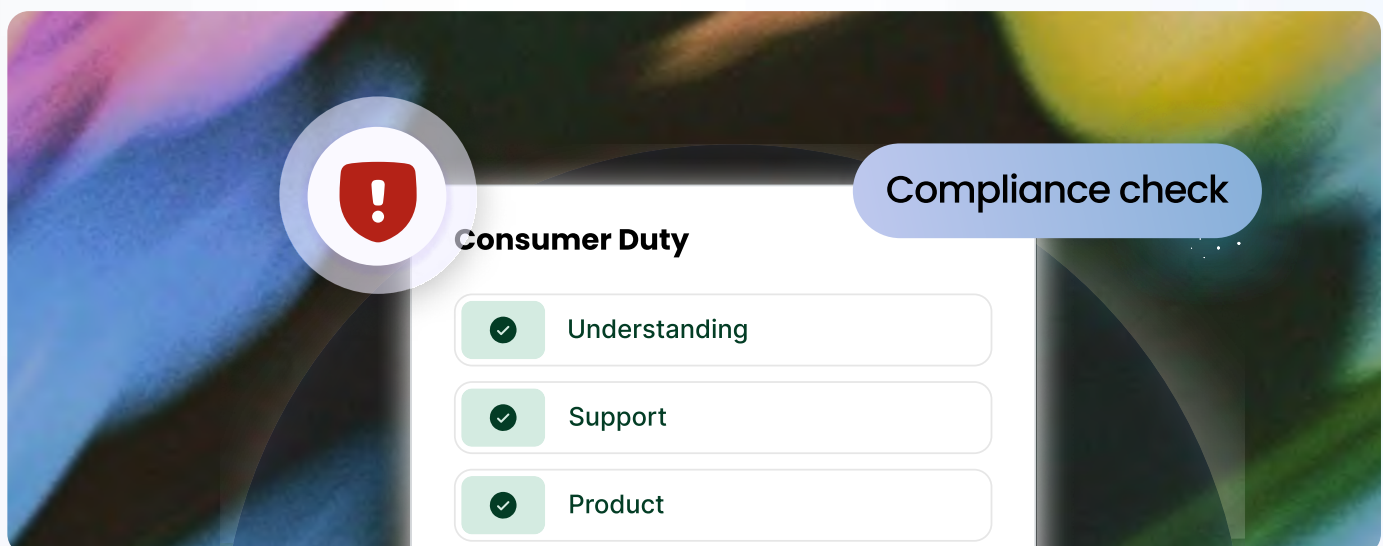 Compliance check
Consumer Duty
Understanding
Support
Product